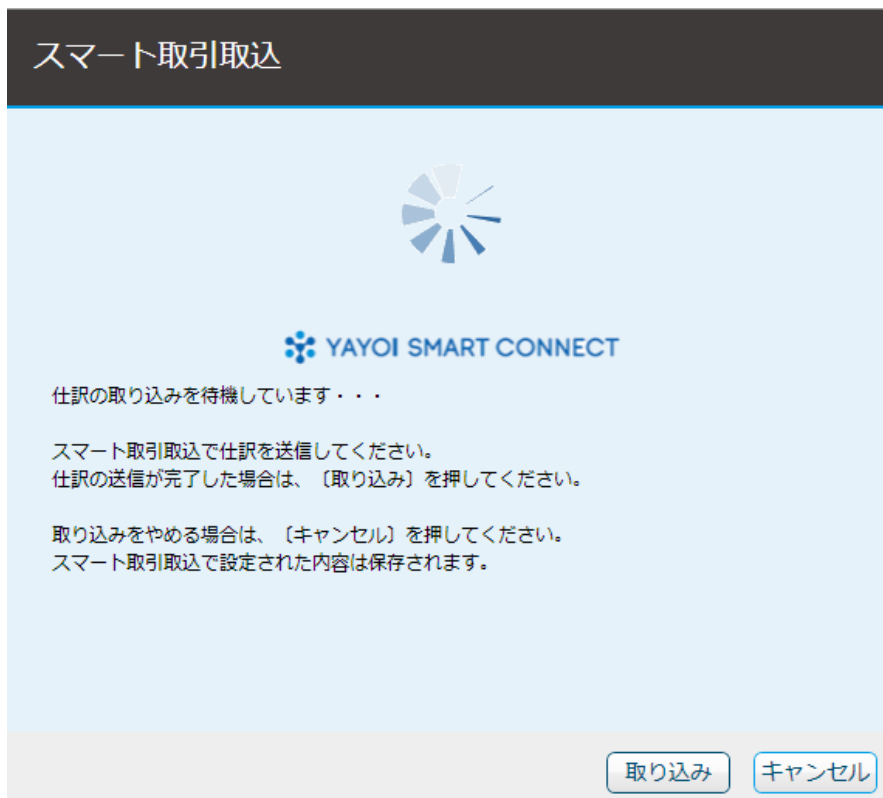 スマート取引取込
YAYOI SMART CONNECT
仕訳の取り込みを待機しています・・・
スマート取引取込で仕訳を送信してください。
仕訳の送信が完了した場合は、〔取り込み〕を押してください。
取り込みをやめる場合は、〔キャンセル〕を押してください。
スマート取引取込で設定された内容は保存されます。
取り込み
キャンセル